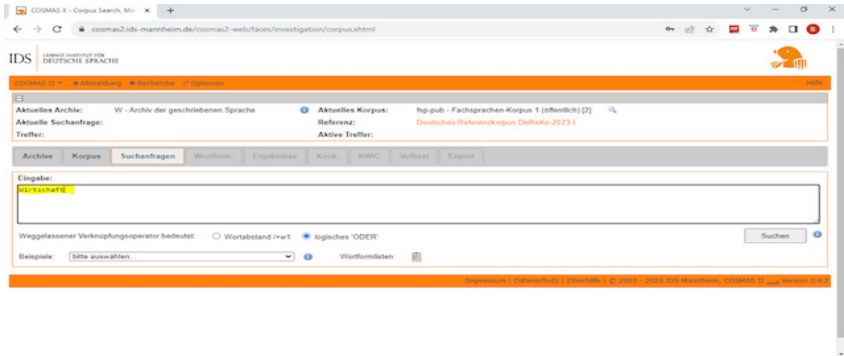 COSMAS II - Corpus Search, Ma
cosmas2.ids-mannheim.de/cosmas2-web/faces/investigation/corpus.xhtml
IDS LEIBNIZ-INSTITUT FÜR
DEUTSCHE SPRACHE
COSMAS II Abmeldung Recherche Optionen Hilfe
Aktuelles Archiv: W - Archiv der geschriebenen Sprache Aktuelles Korpus: fsp-pub - Fachsprachen-Korpus 1 (öffentlich) [2]
Aktuelle Suchanfrage: Referenz: Deutsches Referenzkorpus DeReKo-2023-I
Treffer: Aktive Treffer:
Archive Korpus Suchanfragen Wortform. Ergebnisse Kook. KWIC Volltext Export
Eingabe:
Wirtschaft
Weggelassener Verknüpfungsoperator bedeutet: Wortabstand /+w1 logisches 'ODER' Suchen
Beispiele: bitte auswählen... Wortformlisten:
Impressum | Datenschutz | Zitierhilfe | © 2003 - 2023 IDS Mannheim, COSMAS II web Version 2.4.2